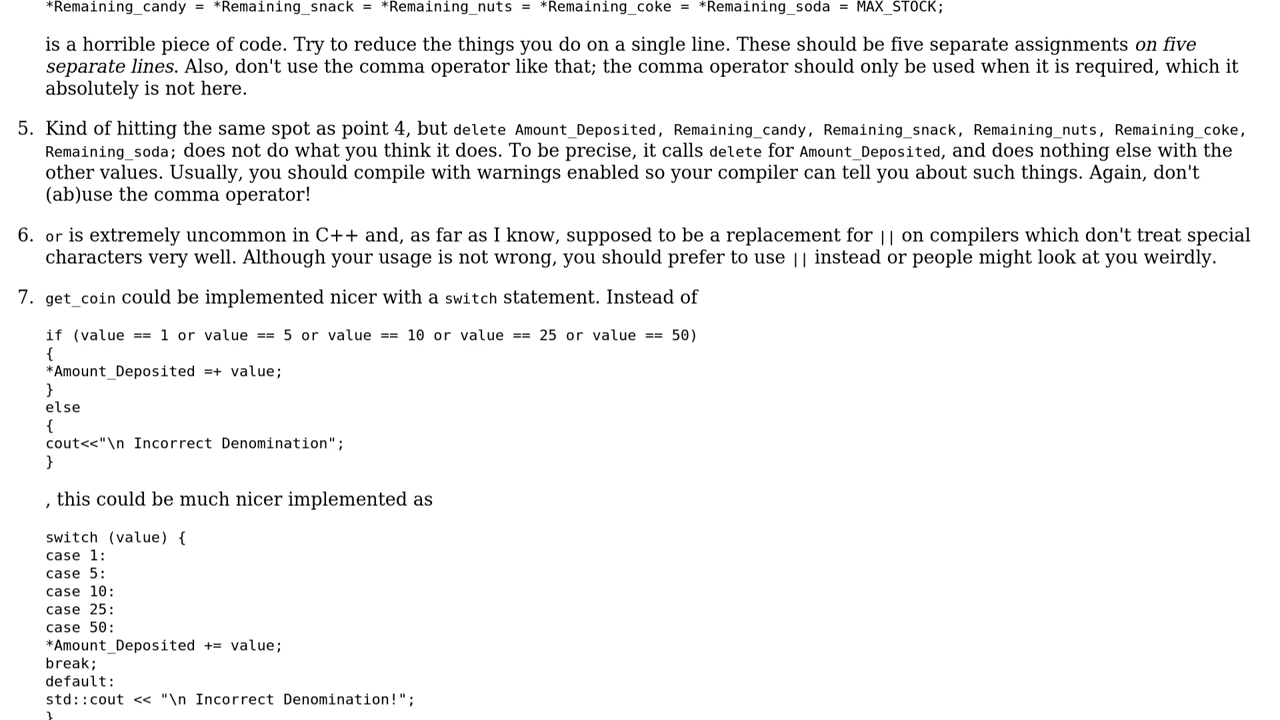 *Remaining_candy = *Remaining_snack = *Remaining_nuts = *Remaining_coke = *Remaining_soda = MAX_STOCK;
is a horrible piece of code. Try to reduce the things you do on a single line. These should be five separate assignments on five
separate lines. Also, don't use the comma operator like that; the comma operator should only be used when it is required, which it
absolutely is not here.
5. Kind of hitting the same spot as point 4, but delete Amount_Deposited, Remaining_candy, Remaining_snack, Remaining_nuts, Remaining_coke,
Remaining_soda; does not do what you think it does. To be precise, it calls delete for Amount_Deposited, and does nothing else with the
other values. Usually, you should compile with warnings enabled so your compiler can tell you about such things. Again, don't
(ab)use the comma operator!
6. or is extremely uncommon in C++ and, as far as I know, supposed to be a replacement for || on compilers which don't treat special
characters very well. Although your usage is not wrong, you should prefer to use || instead or people might look at you weirdly.
7. get_coin could be implemented nicer with a switch statement. Instead of
if (value == 1 or value == 5 or value == 10 or value == 25 or value == 50)
{
*Amount_Deposited =+ value;
}
else
{
cout<<"\n Incorrect Denomination";
}
, this could be much nicer implemented as
switch (value) {
case 1:
case 5:
case 10:
case 25:
case 50:
*Amount_Deposited += value;
break;
default:
std::cout << "\n Incorrect Denomination!";
}